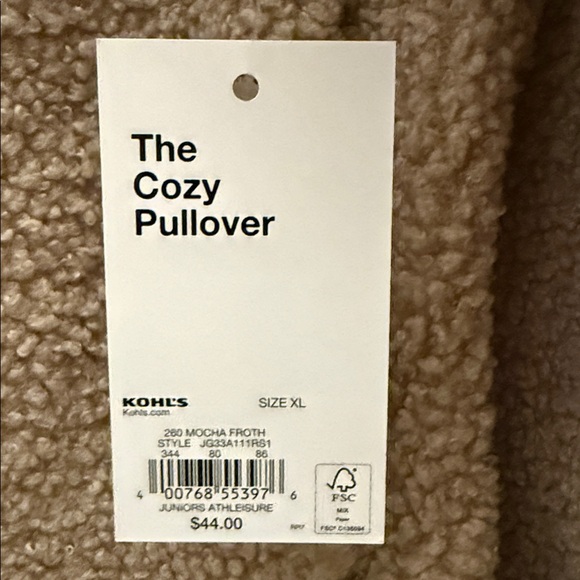 The
Cozy
Pullover
KOHL'S SIZE XL
Kohls.com
260 MOCHA FROTH
STYLE JG33A111RS1
344 80 86
4 00768 55397 6
JUNIORS ATHLEISURE
$44.00
FSC
MIX
Paper